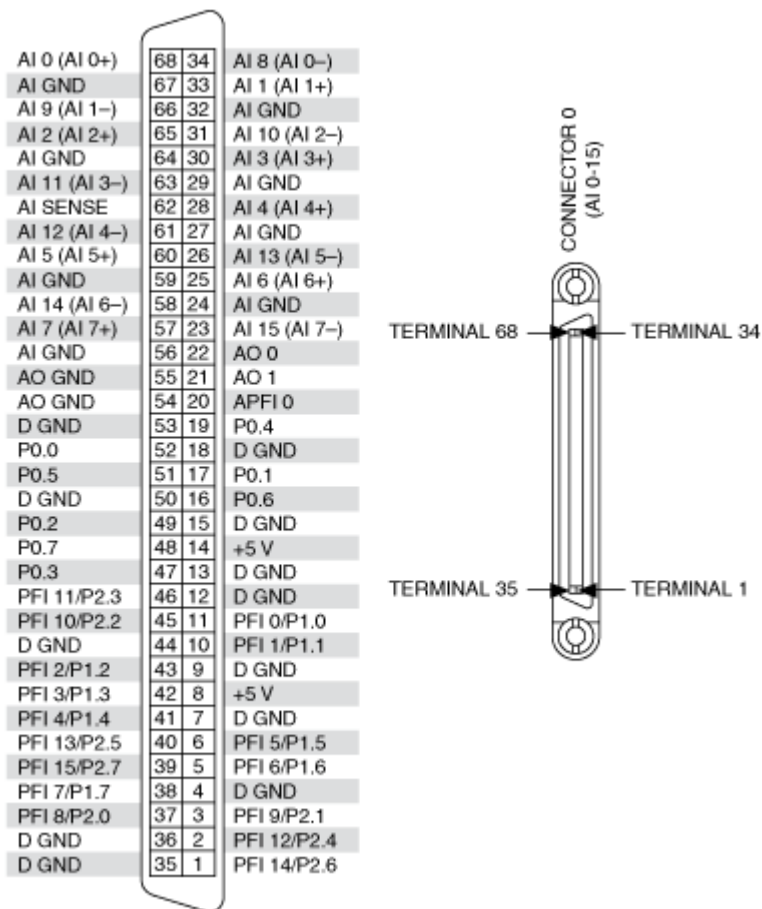 AI 0 (AI 0+) 68 34 AI 8 (AI 0–)
AI GND 67 33 AI 1 (AI 1+)
AI 9 (AI 1–) 66 32 AI GND
AI 2 (AI 2+) 65 31 AI 10 (AI 2–)
AI GND 64 30 AI 3 (AI 3+)
AI 11 (AI 3–) 63 29 AI GND
AI SENSE 62 28 AI 4 (AI 4+)
AI 12 (AI 4–) 61 27 AI GND
AI 5 (AI 5+) 60 26 AI 13 (AI 5–)
AI GND 59 25 AI 6 (AI 6+)
AI 14 (AI 6–) 58 24 AI GND
AI 7 (AI 7+) 57 23 AI 15 (AI 7–)
AI GND 56 22 AO 0
AO GND 55 21 AO 1
AO GND 54 20 APFI 0
D GND 53 19 P0.4
P0.0 52 18 D GND
P0.5 51 17 P0.1
D GND 50 16 P0.6
P0.2 49 15 D GND
P0.7 48 14 +5 V
P0.3 47 13 D GND
PFI 11/P2.3 46 12 D GND
PFI 10/P2.2 45 11 PFI 0/P1.0
D GND 44 10 PFI 1/P1.1
PFI 2/P1.2 43 9 D GND
PFI 3/P1.3 42 8 +5 V
PFI 4/P1.4 41 7 D GND
PFI 13/P2.5 40 6 PFI 5/P1.5
PFI 15/P2.7 39 5 PFI 6/P1.6
PFI 7/P1.7 38 4 D GND
PFI 8/P2.0 37 3 PFI 9/P2.1
D GND 36 2 PFI 12/P2.4
D GND 35 1 PFI 14/P2.6
CONNECTOR 0
(AI 0-15)
TERMINAL 68 TERMINAL 34
TERMINAL 35 TERMINAL 1